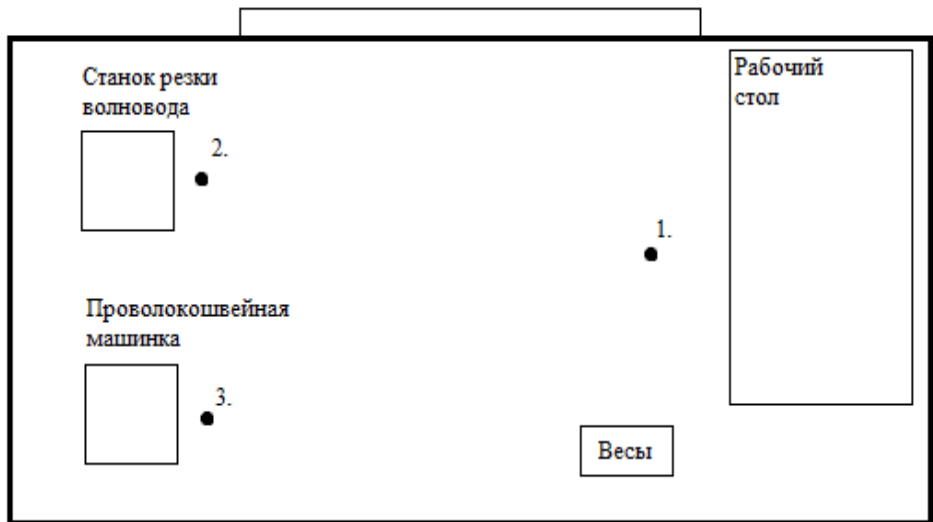 Станок резки
волновода
2.
Рабочий
стол
1.
Проволокошвейная
машинка
3.
Весы